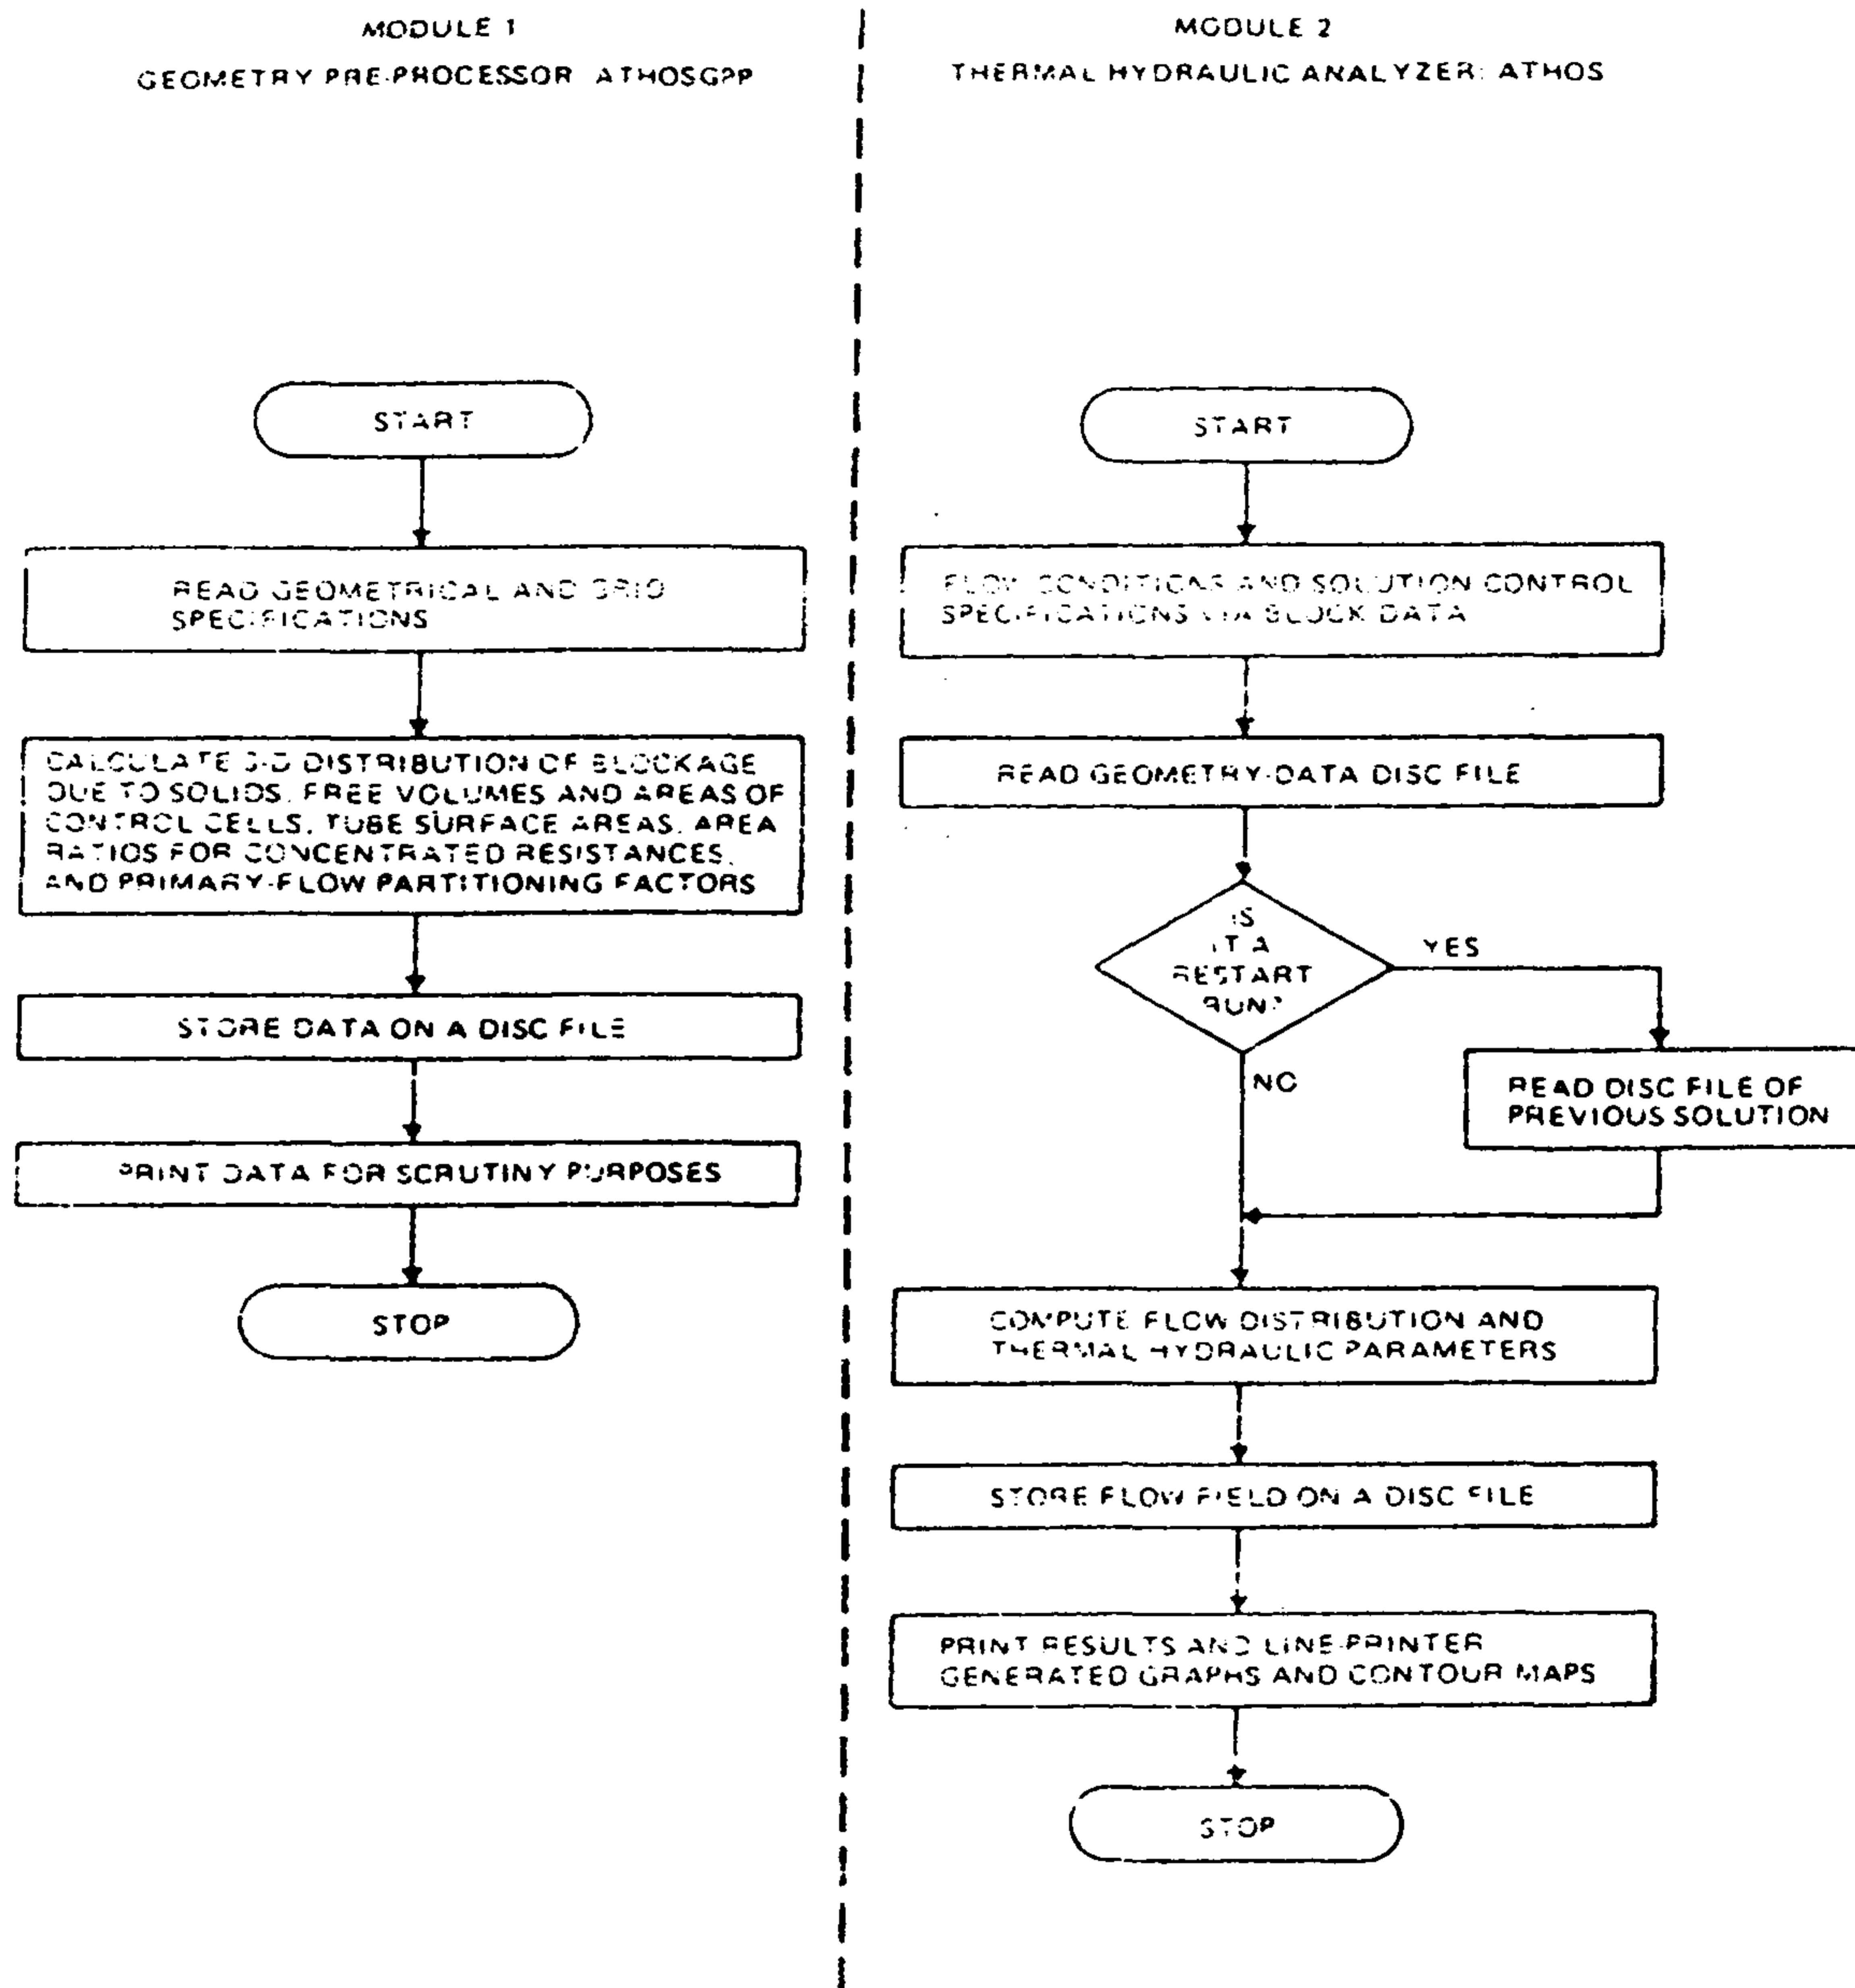 MODULE 1
GEOMETRY PRE-PROCESSOR ATHOSGPP
START
READ GEOMETRICAL AND GRID
SPECIFICATIONS
CALCULATE 3-D DISTRIBUTION OF BLOCKAGE
DUE TO SOLIDS, FREE VOLUMES AND AREAS OF
CONTROL CELLS, TUBE SURFACE AREAS, AREA
RATIOS FOR CONCENTRATED RESISTANCES,
AND PRIMARY-FLOW PARTITIONING FACTORS
STORE DATA ON A DISC FILE
PRINT DATA FOR SCRUTINY PURPOSES
STOP
MODULE 2
THERMAL HYDRAULIC ANALYZER: ATHOS
START
FLOW CONDITIONS AND SOLUTION CONTROL
SPECIFICATIONS VIA BLOCK DATA
READ GEOMETRY-DATA DISC FILE
IS
IT A
RESTART
RUN?
YES
NO
READ DISC FILE OF
PREVIOUS SOLUTION
COMPUTE FLOW DISTRIBUTION AND
THERMAL HYDRAULIC PARAMETERS
STORE FLOW FIELD ON A DISC FILE
PRINT RESULTS AND LINE-PRINTER
GENERATED GRAPHS AND CONTOUR MAPS
STOP